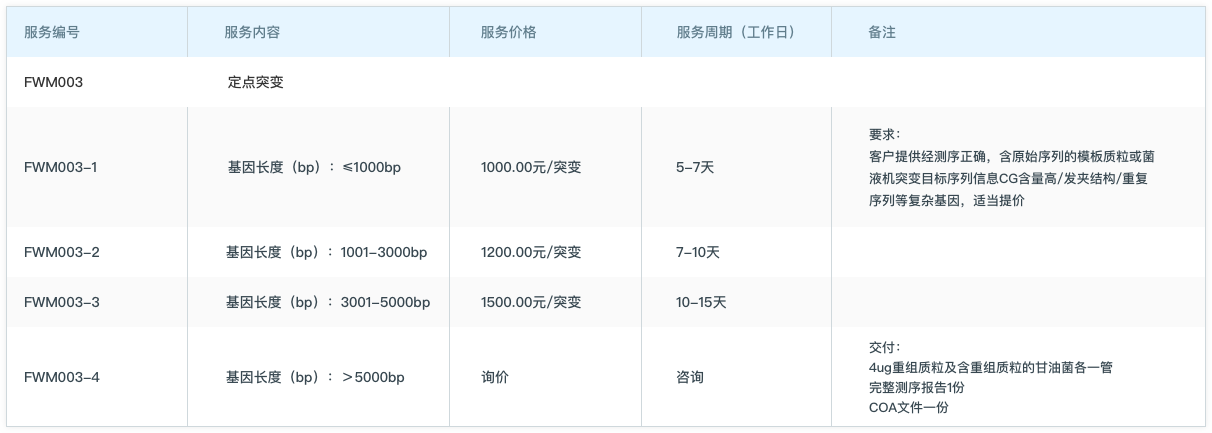 服务编号 服务内容 服务价格 服务周期（工作日） 备注
FWM003 定点突变
FWM003-1 基因长度（bp）：≤1000bp 1000.00元/突变 5-7天
要求：
客户提供经测序正确，含原始序列的模板质粒或菌
液机突变目标序列信息CG含量高/发夹结构/重复
序列等复杂基因，适当提价
FWM003-2 基因长度（bp）：1001-3000bp 1200.00元/突变 7-10天
FWM003-3 基因长度（bp）：3001-5000bp 1500.00元/突变 10-15天
FWM003-4 基因长度（bp）：>5000bp 询价 咨询
交付：
4ug重组质粒及含重组质粒的甘油菌各一管
完整测序报告1份
COA文件一份